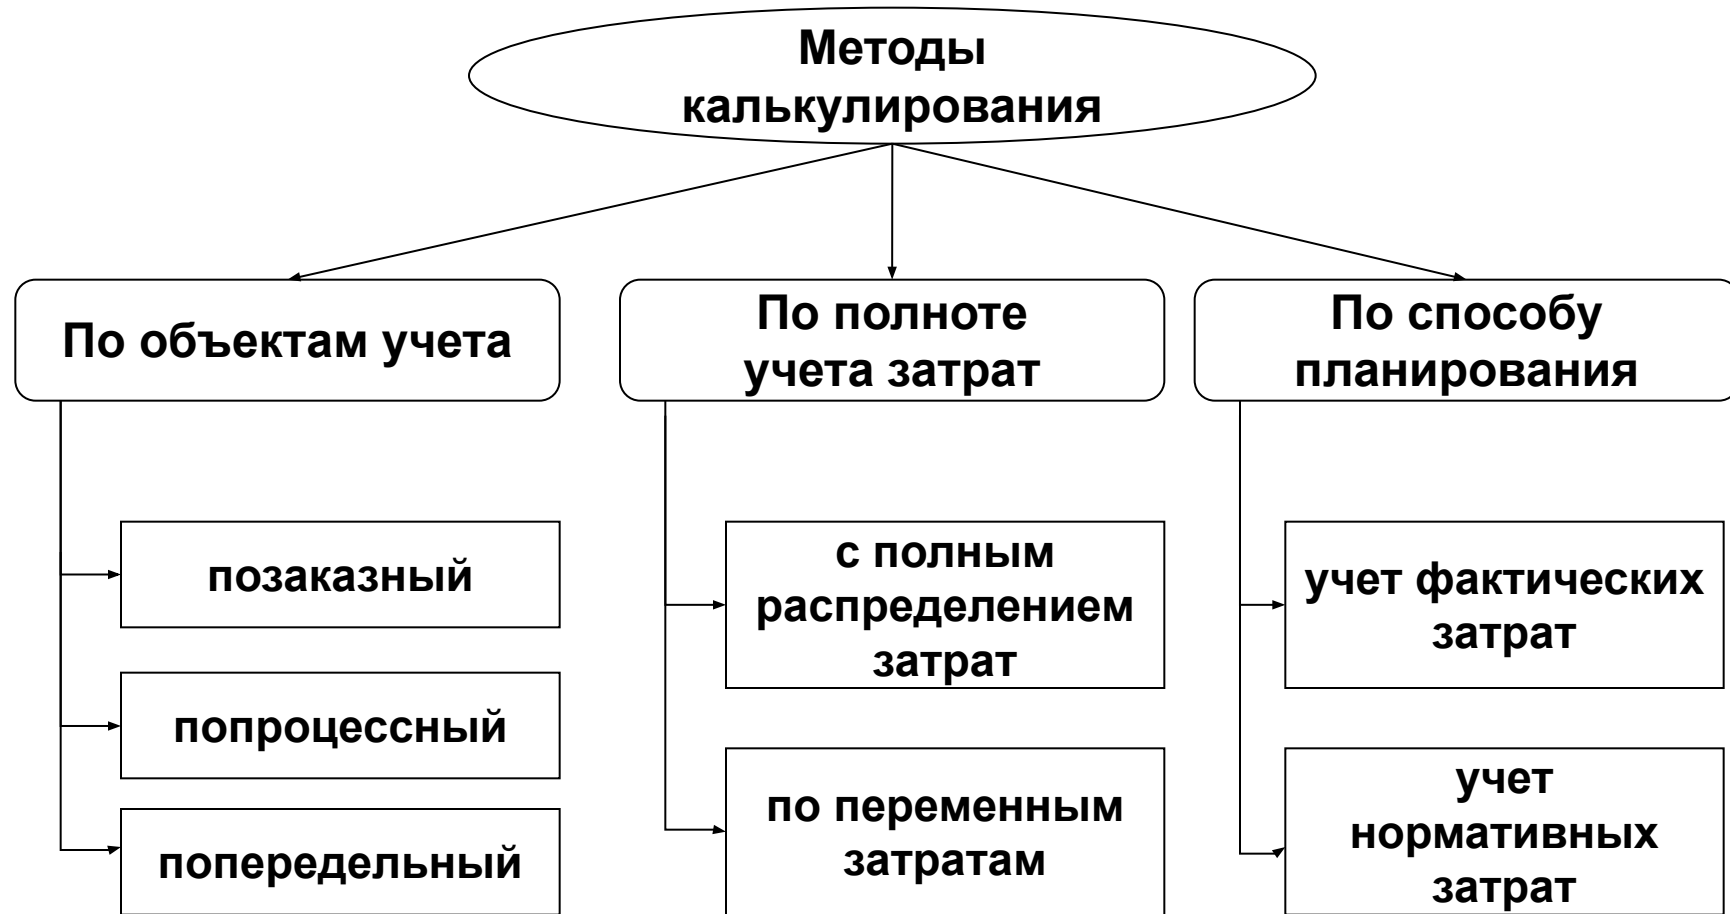 Методы
калькулирования
По объектам учета
По полноте
учета затрат
По способу
планирования
позаказный
попроцессный
попередельный
с полным
распределением
затрат
по переменным
затратам
учет фактических
затрат
учет
нормативных
затрат